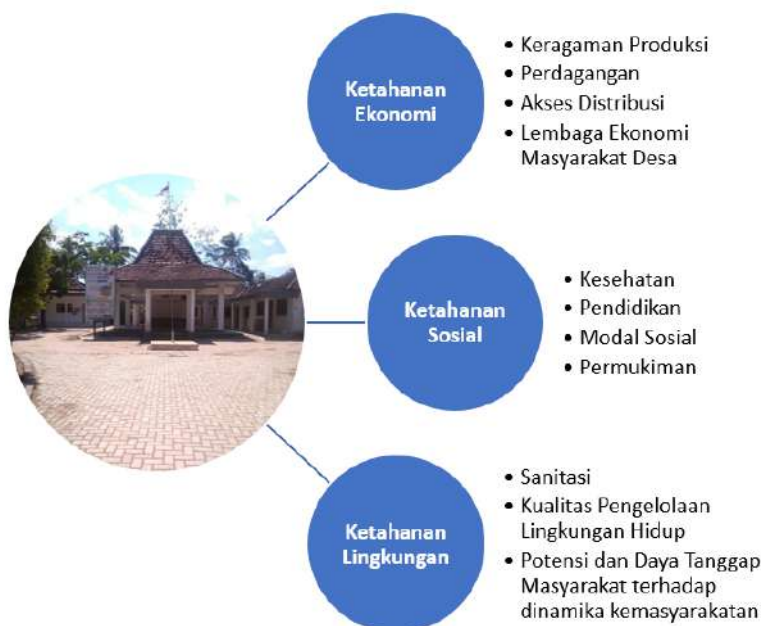 Ketahanan
Ekonomi
• Keragaman Produksi
• Perdagangan
• Akses Distribusi
• Lembaga Ekonomi
Masyarakat Desa
Ketahanan
Sosial
• Kesehatan
• Pendidikan
• Modal Sosial
• Permukiman
Ketahanan
Lingkungan
• Sanitasi
• Kualitas Pengelolaan
Lingkungan Hidup
• Potensi dan Daya Tanggap
Masyarakat terhadap
dinamika kemasyarakatan